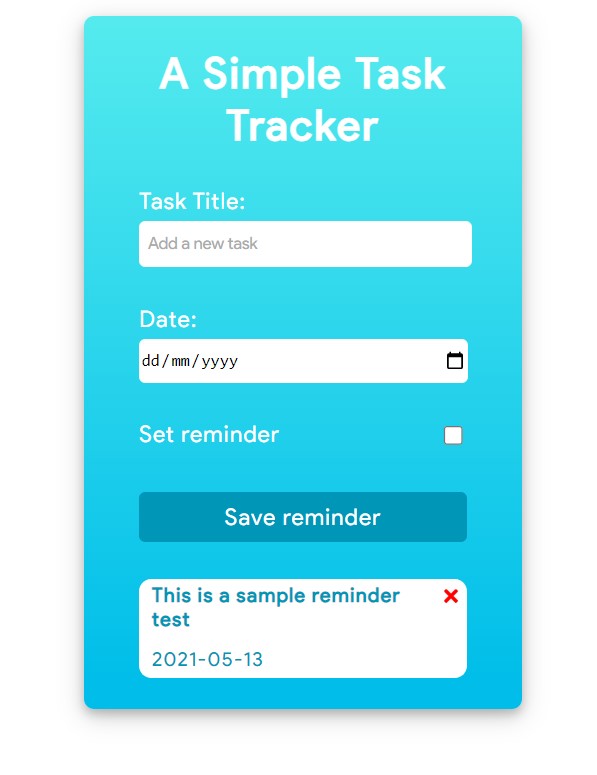 A Simple Task
Tracker
Task Title:
Add a new task
Date:
dd/mm/yyyy
Set reminder
Save reminder
This is a sample reminder
test
2021-05-13